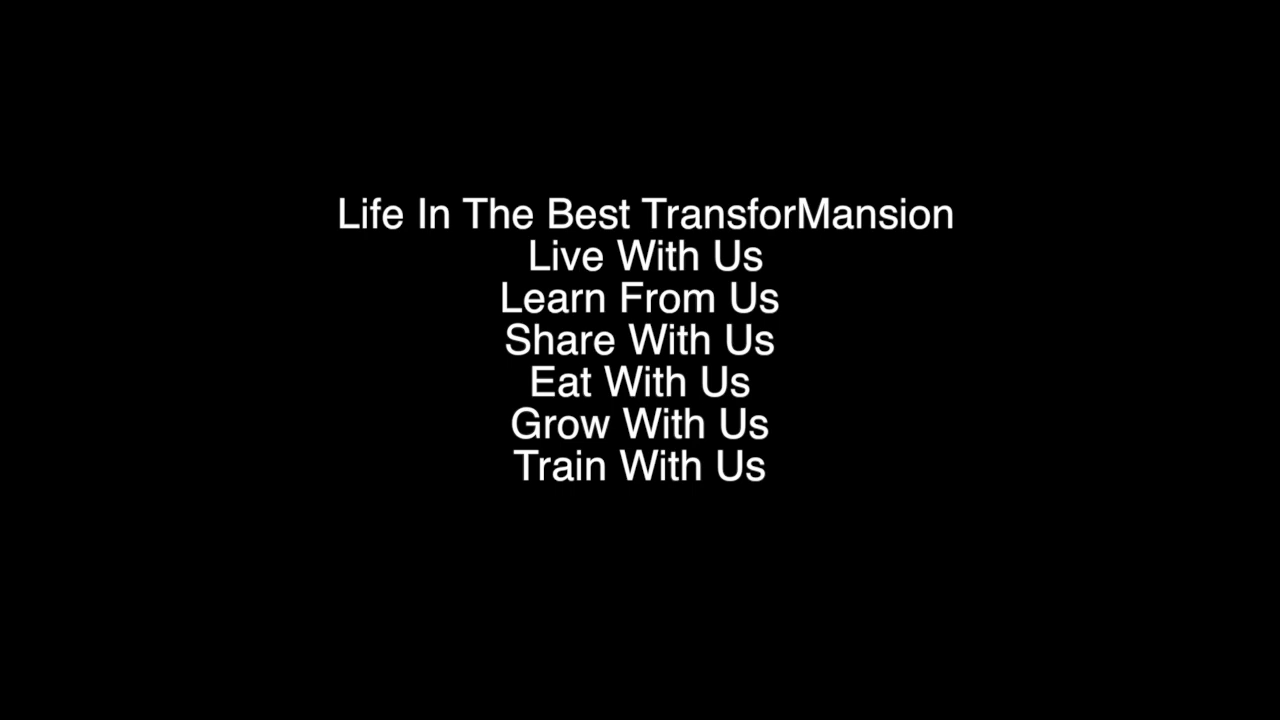 Life In The Best TransforMansion
Live With Us
Learn From Us
Share With Us
Eat With Us
Grow With Us
Train With Us